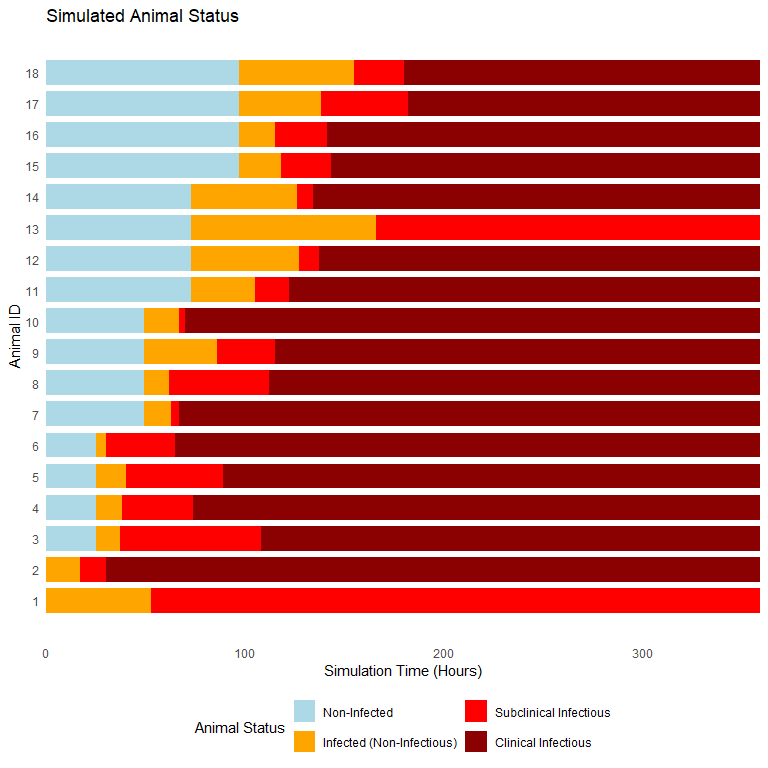 Simulated Animal Status
Animal ID
18
17
16
15
14
13
12
11
10
9
8
7
6
5
4
3
2
1
0 100 200 300
Simulation Time (Hours)
Animal Status
Non-Infected
Infected (Non-Infectious)
Subclinical Infectious
Clinical Infectious